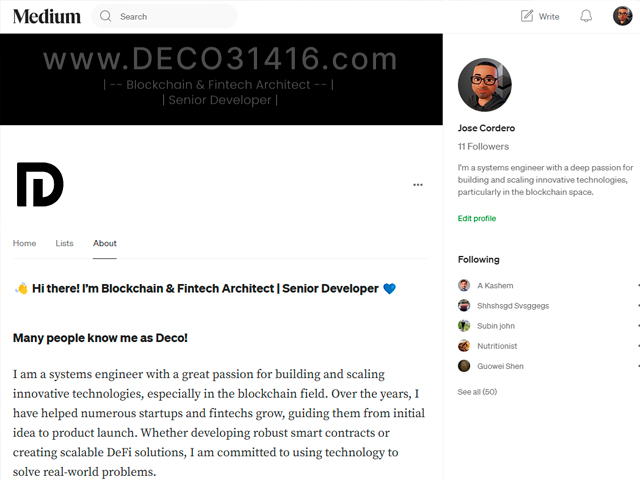 Medium
Search
Write
www.DECO31416.com
| -- Blockchain & Fintech Architect -- |
| Senior Developer |
Home
Lists
About
👋 Hi there! I'm Blockchain & Fintech Architect | Senior Developer 💙
Many people know me as Deco!
I am a systems engineer with a great passion for building and scaling
innovative technologies, especially in the blockchain field. Over the years, I
have helped numerous startups and fintechs grow, guiding them from initial
idea to product launch. Whether developing robust smart contracts or
creating scalable DeFi solutions, I am committed to using technology to
solve real-world problems.
Jose Cordero
11 Followers
I'm a systems engineer with a deep passion for
building and scaling innovative technologies,
particularly in the blockchain space.
Edit profile
Following
A Kashem
Shhshsgd Svsggegs
Subin john
Nutritionist
Guowei Shen
See all (50)